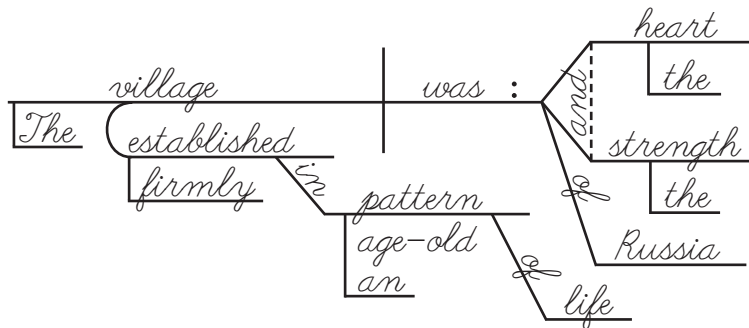 heart
village was : and the
The
established strength
firmly in of the
pattern
age-old of Russia
an
life